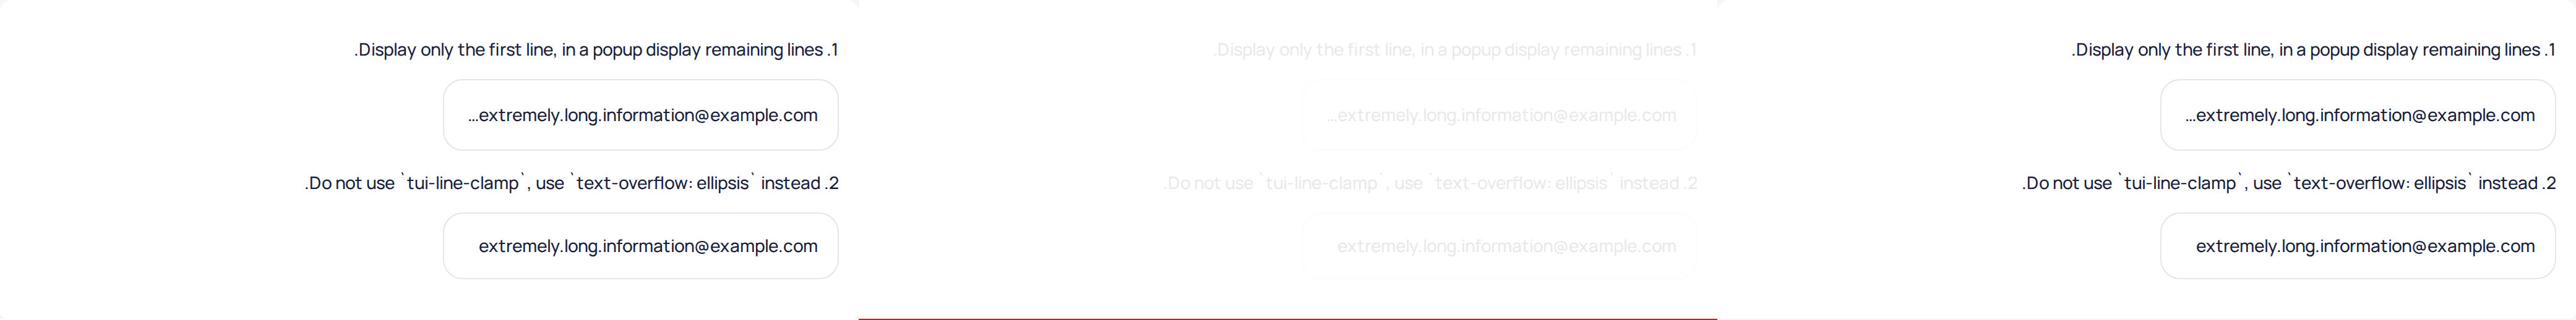 .Display only the first line, in a popup display remaining lines .1
...extremely.long.information@example.com
.Do not use `tui-line-clamp`, use `text-overflow: ellipsis` instead .2
extremely.long.information@example.com
.Display only the first line, in a popup display remaining lines .1
...extremely.long.information@example.com
.Do not use `tui-line-clamp`, use `text-overflow: ellipsis` instead .2
extremely.long.information@example.com
.Display only the first line, in a popup display remaining lines .1
...extremely.long.information@example.com
.Do not use `tui-line-clamp`, use `text-overflow: ellipsis` instead .2
extremely.long.information@example.com